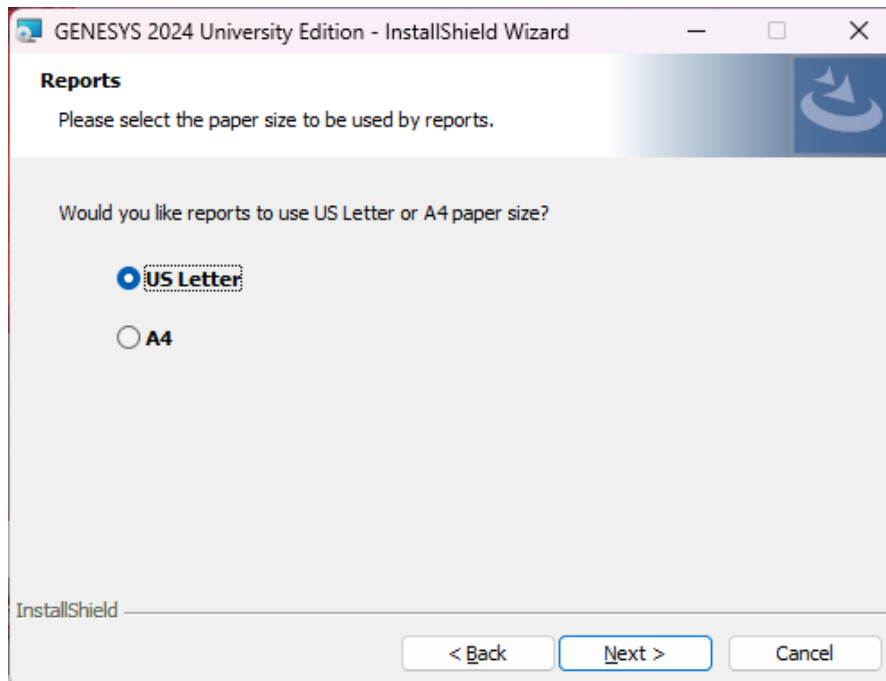 GENESYS 2024 University Edition - InstallShield Wizard
Reports
Please select the paper size to be used by reports.
Would you like reports to use US Letter or A4 paper size?
US Letter
A4
InstallShield
< Back Next > Cancel